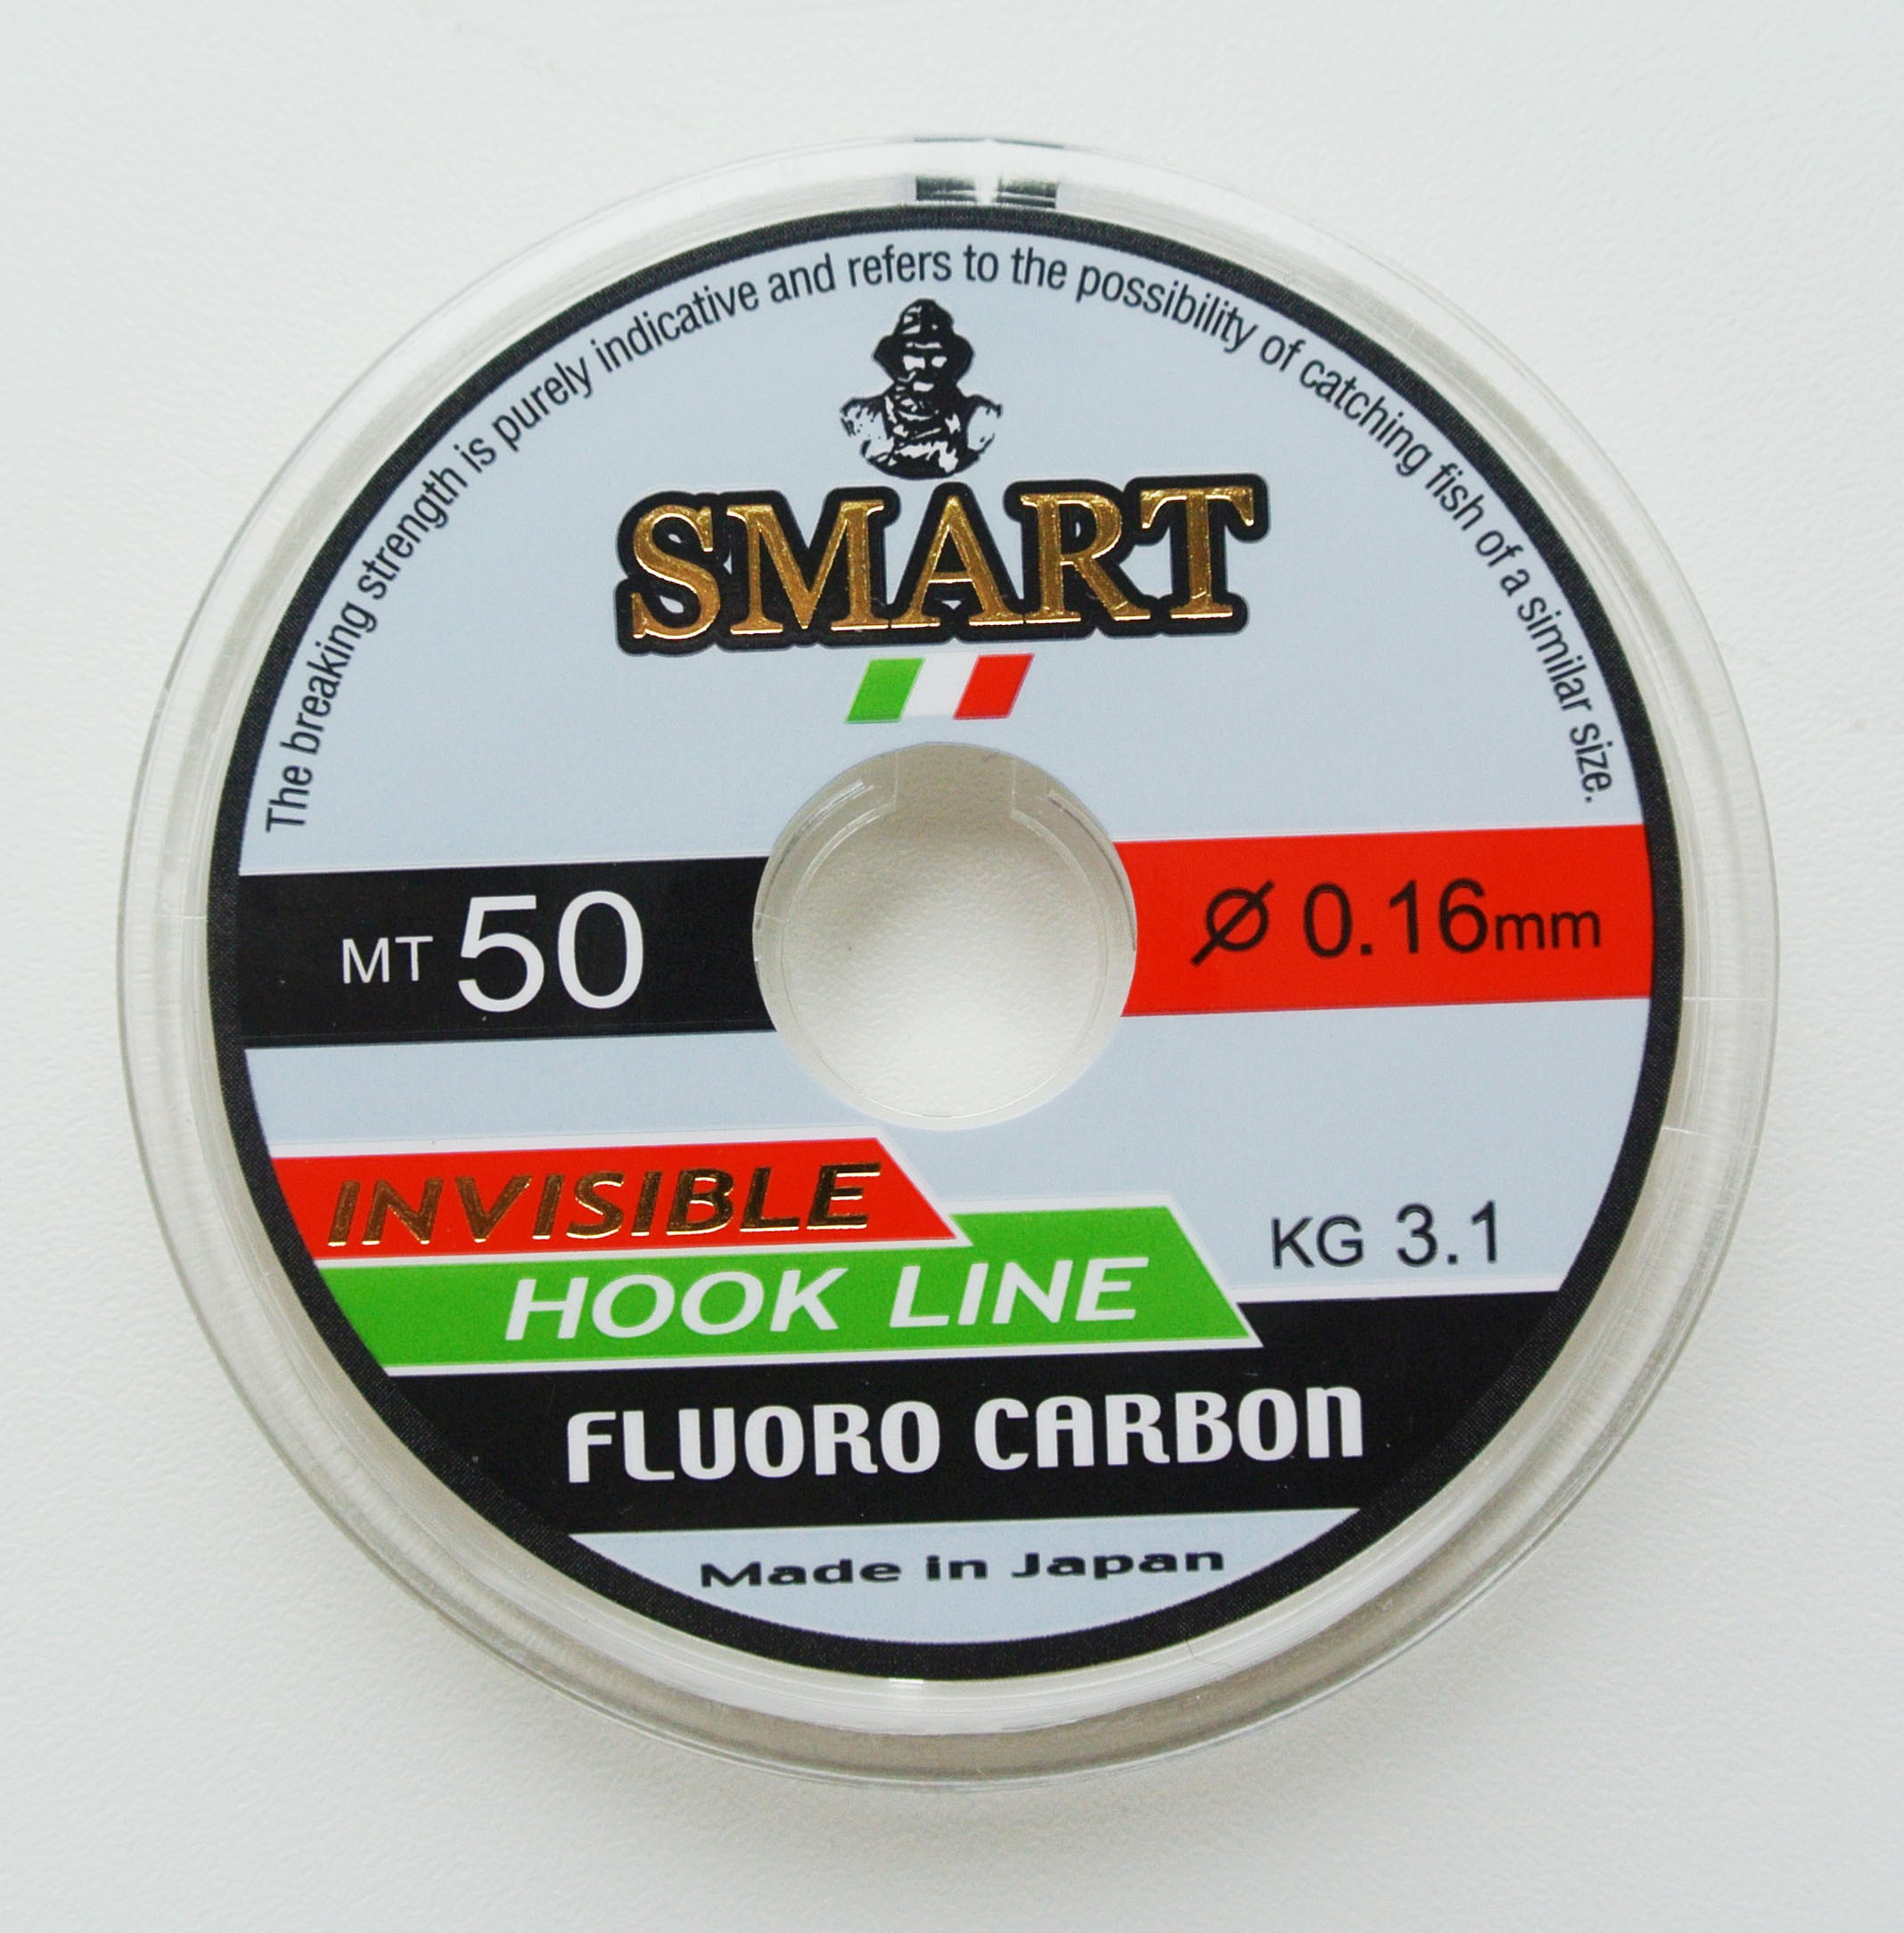 The breaking strength is purely indicative and refers to the possibility of catching fish of a similar size.
SMART
MT 50
Ø 0.16mm
INVISIBLE
HOOK LINE
KG 3.1
FLUORO CARBON
Made in Japan